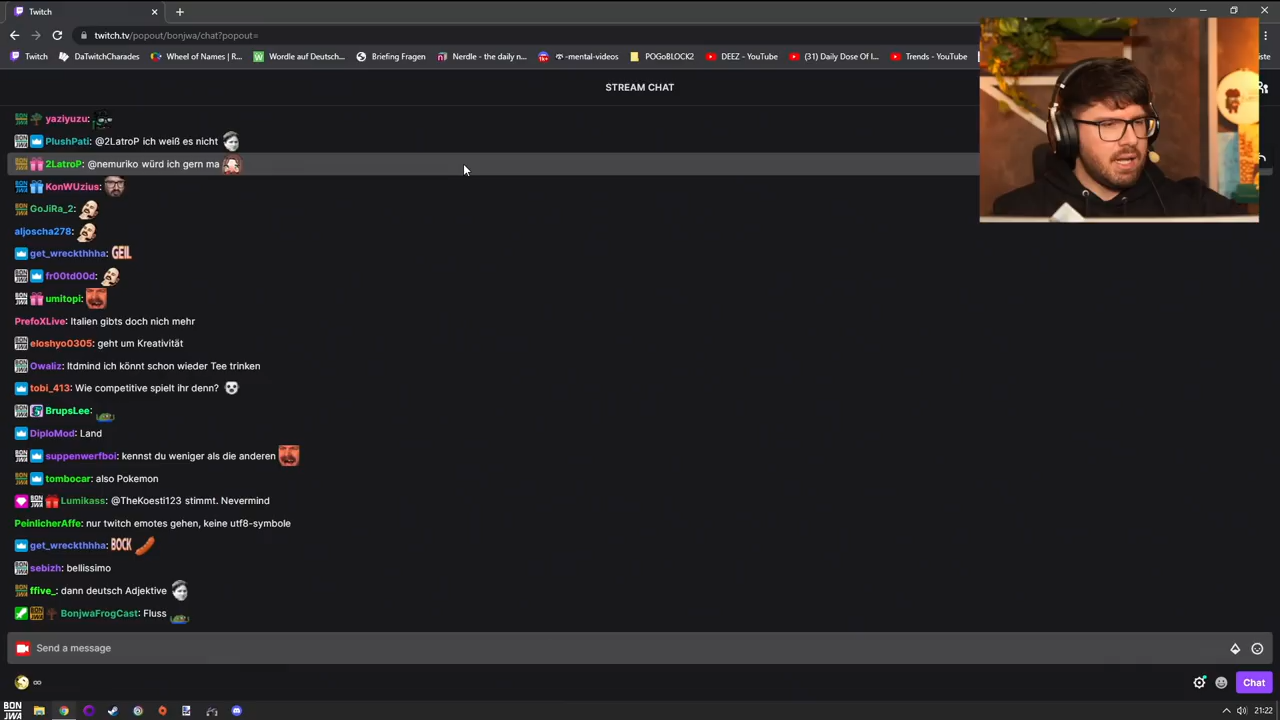 Twitch
twitch.tv/popout/bonjwa/chat?popout=
Twitch DaTwitchCharades Wheel of Names | R... Wordle auf Deutsch... Briefing Fragen Nerdle - the daily n... -mental-videos POGoBLOCK2 DEEZ - YouTube (31) Daily Dose Of I... Trends - YouTube
STREAM CHAT
yaziyuzu:
PlushPati: @2LatroP ich weiß es nicht
2LatroP: @nemuriko würd ich gern ma
KonWUzius:
GoJiRa_2:
aljoscha278:
get_wreckthhha: GEIL
fr00td00d:
umitopi:
PrefoXLive: Italien gibts doch nich mehr
eloshyo0305: geht um Kreativität
Owaliz: Itdmind ich könnt schon wieder Tee trinken
tobi_413: Wie competitive spielt ihr denn?
BrupsLee:
DiploMod: Land
suppenwerfboi: kennst du weniger als die anderen
tombocar: also Pokemon
Lumikass: @TheKoesti123 stimmt. Nevermind
PeinlicherAffe: nur twitch emotes gehen, keine utf8-symbole
get_wreckthhha: BOCK
sebizh: bellissimo
ffive_: dann deutsch Adjektive
BonjwaFrogCast: Fluss
Send a message
∞
Chat
BON
JWA
21:22